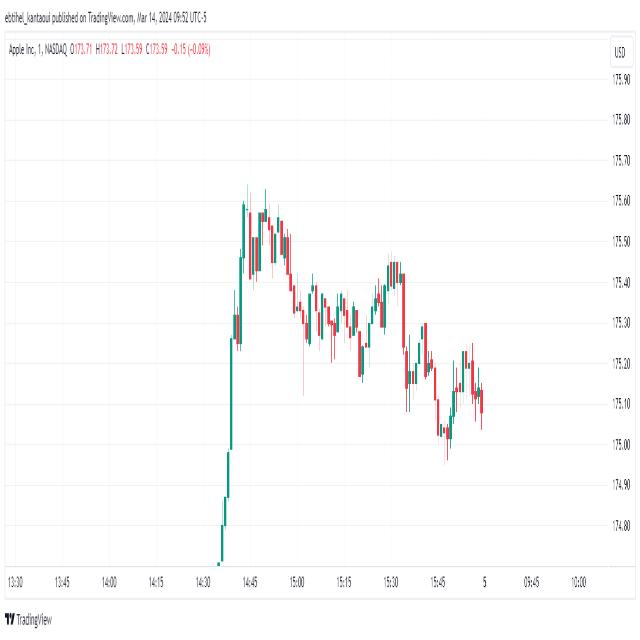 ebtihel_kantaoui published on TradingView.com, Mar 14, 2024 09:52 UTC-5
Apple Inc, 1, NASDAQ O173.71 H173.72 L173.59 C173.59 −0.15 (−0.09%)
USD
175.90
175.80
175.70
175.60
175.50
175.40
175.30
175.20
175.10
175.00
174.90
174.80
13:30 13:45 14:00 14:15 14:30 14:45 15:00 15:15 15:30 15:45 5 09:45 10:00
TradingView